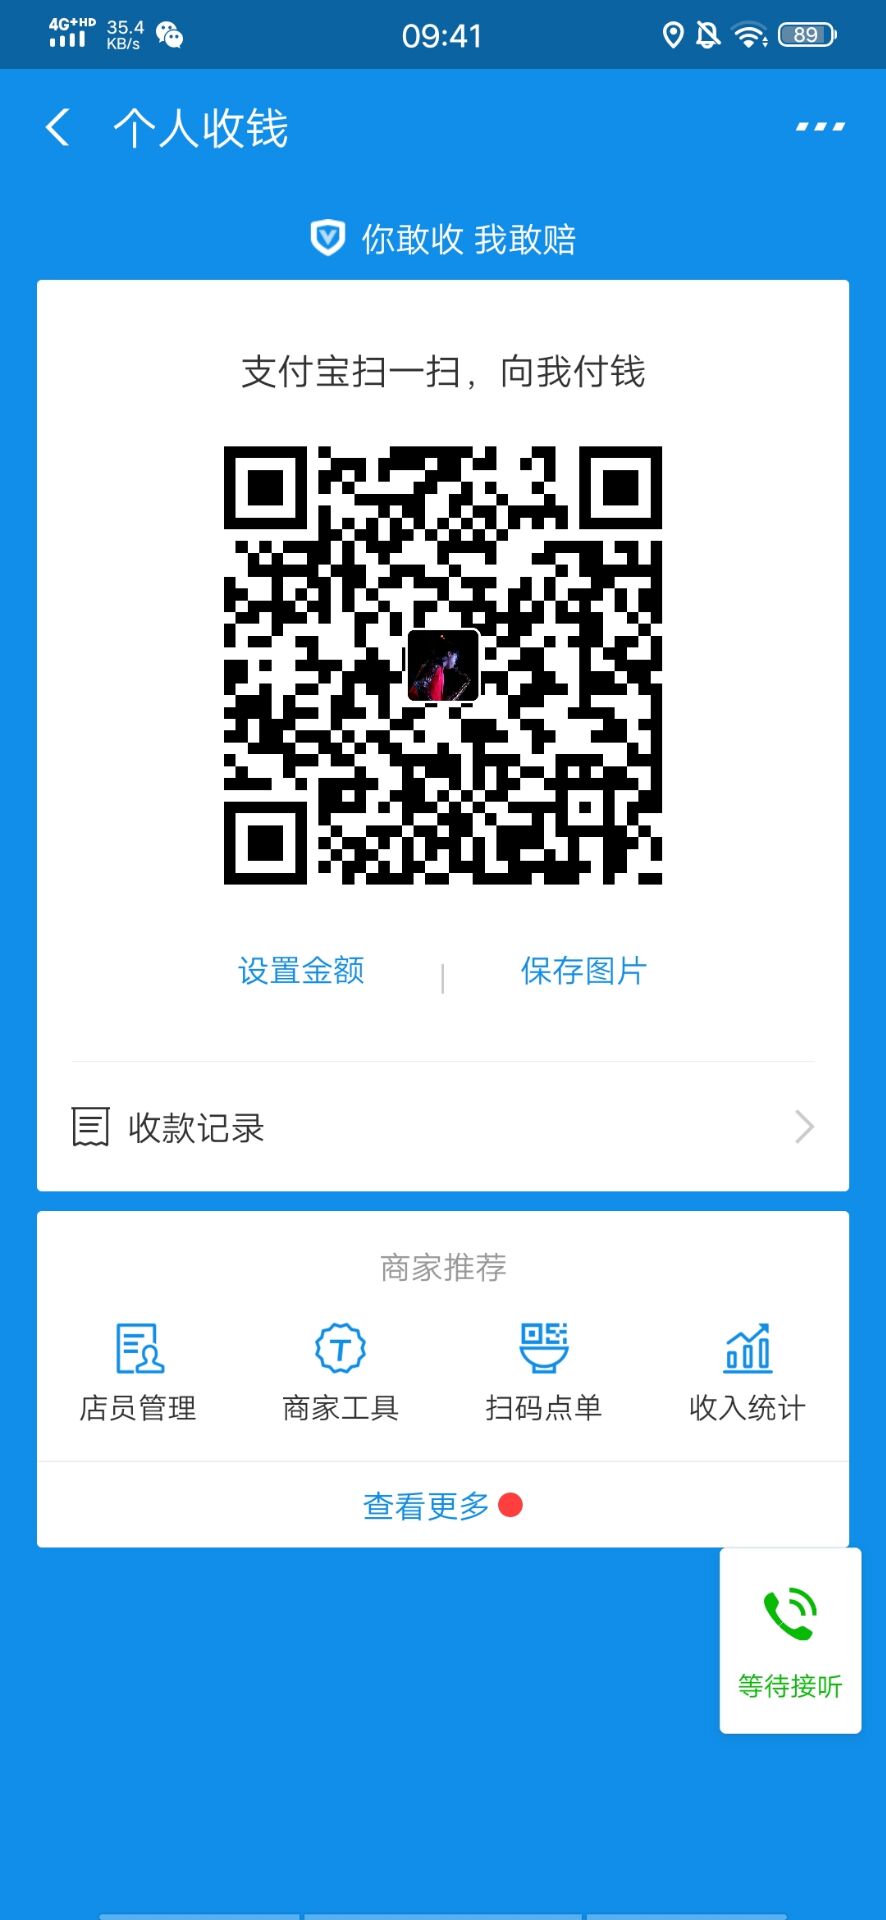 4G+HD 35.4 KB/s 09:41 89
个人收钱
你敢收 我敢赔
支付宝扫一扫，向我付钱
设置金额 | 保存图片
收款记录
商家推荐
T
店员管理 商家工具 扫码点单 收入统计
查看更多
等待接听